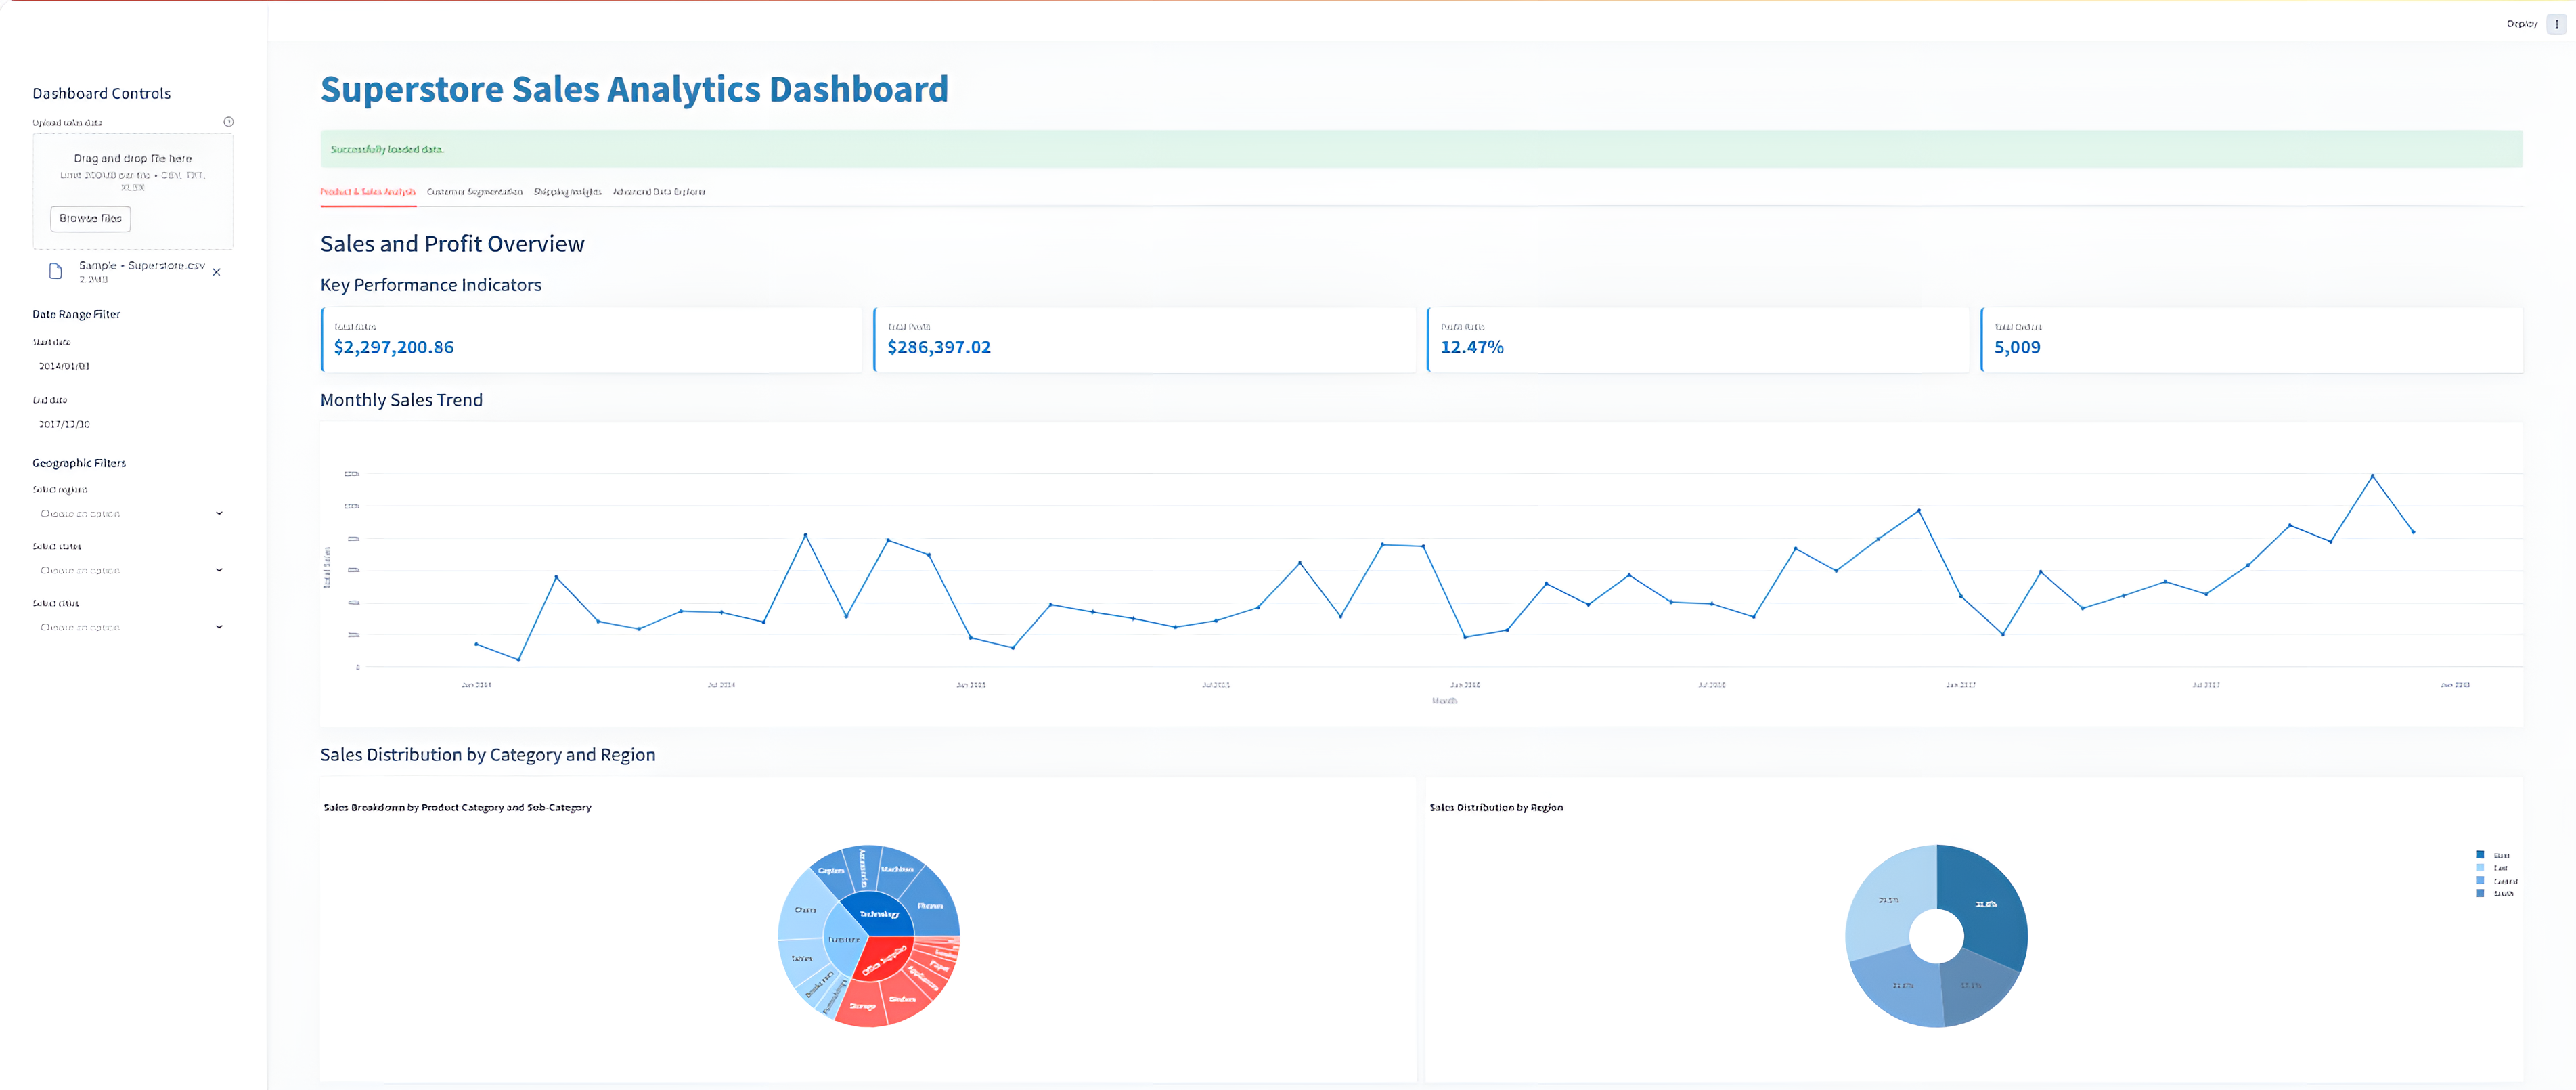 Deploy
Dashboard Controls
Upload sales data
Drag and drop file here
Limit 200MB per file • CSV, TXT,
XLSX
Browse files
Sample - Superstore.csv
2.2MB
Date Range Filter
Start date
2014/01/03
End date
2017/12/30
Geographic Filters
Select regions
Choose an option
Select states
Choose an option
Select cities
Choose an option
Superstore Sales Analytics Dashboard
Successfully loaded data.
Product & Sales Analysis
Customer Segmentation
Shipping Insights
Advanced Data Explorer
Sales and Profit Overview
Key Performance Indicators
Total Sales
$2,297,200.86
Total Profit
$286,397.02
Profit Ratio
12.47%
Total Orders
5,009
Monthly Sales Trend
Total Sales
0
Jan 2014
Jul 2014
Jan 2015
Jul 2015
Jan 2016
Jul 2016
Jan 2017
Jul 2017
Jan 2018
Month
Sales Distribution by Category and Region
Sales Breakdown by Product Category and Sub-Category
Copiers
Accessories
Machines
Phones
Technology
Chairs
Furniture
Tables
Office Supplies
Paper
Appliances
Binders
Storage
Sales Distribution by Region
West
East
Central
South